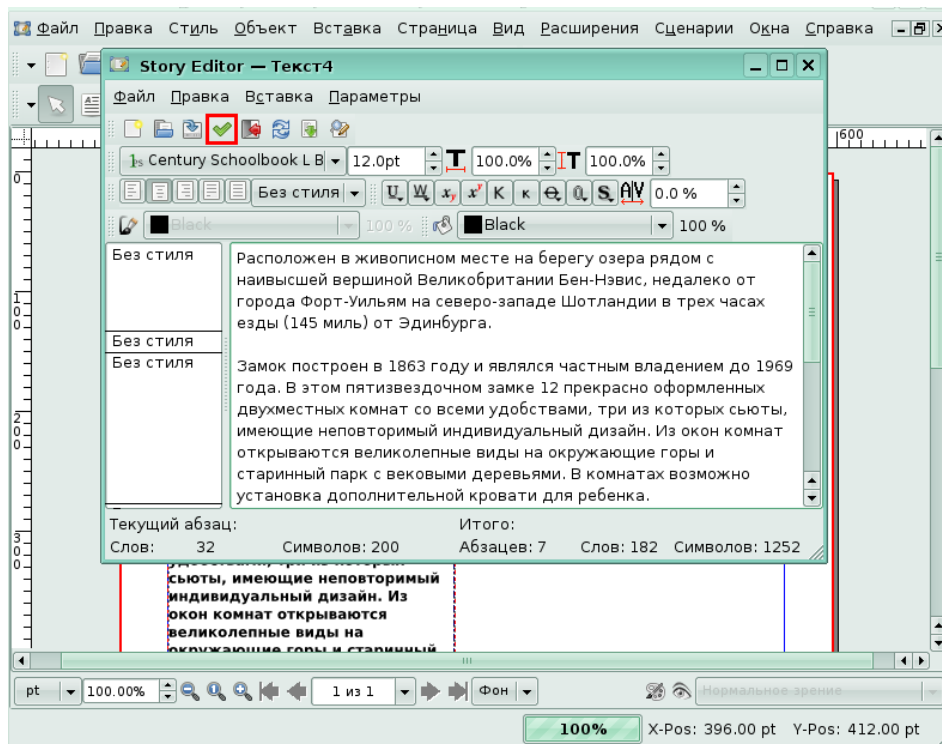 Файл Правка Стиль Объект Вставка Страница Вид Расширения Сценарии Окна Справка
Story Editor — Текст4
Файл Правка Вставка Параметры
600
Century Schoolbook L B 12.0pt 100.0% 100.0%
0
Без стиля 0.0 %
Black 100 % Black 100 %
Без стиля
Расположен в живописном месте на берегу озера рядом с
наивысшей вершиной Великобритании Бен-Нэвис, недалеко от
города Форт-Уильям на северо-западе Шотландии в трех часах
езды (145 миль) от Эдинбурга.
100
Без стиля
Без стиля
Замок построен в 1863 году и являлся частным владением до 1969
года. В этом пятизвездочном замке 12 прекрасно оформленных
двухместных комнат со всеми удобствами, три из которых сьюты,
имеющие неповторимый индивидуальный дизайн. Из окон комнат
открываются великолепные виды на окружающие горы и
старинный парк с вековыми деревьями. В комнатах возможно
установка дополнительной кровати для ребенка.
200
Текущий абзац: Итого:
Слов: 32 Символов: 200 Абзацев: 7 Слов: 182 Символов: 1252
300
сьюты, имеющие неповторимый
индивидуальный дизайн. Из
окон комнат открываются
великолепные виды на
окружающие горы и старинный
pt 100.00% 1 из 1 Фон Нормальное зрение
100% X-Pos: 396.00 pt Y-Pos: 412.00 pt